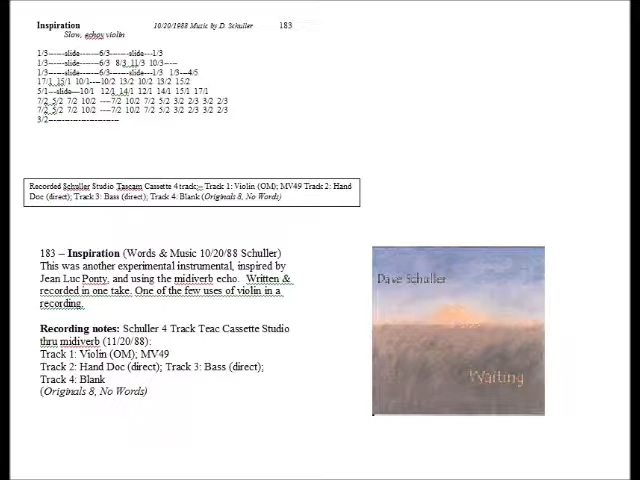 Inspiration 10/20/1988 Music by D. Schuller 183
Slow, echoy violin
1/3------slide-------6/3-------slide---1/3
1/3------slide-------6/3 8/3 11/3 10/3-----
1/3------slide-------6/3-------slide---1/3 1/3---4/5
17/1 15/1 10/1----10/2 13/2 10/2 13/2 15/2
5/1---slide---10/1 12/1 14/1 12/1 14/1 15/1 17/1
7/2 5/2 7/2 10/2 ----7/2 10/2 7/2 5/2 3/2 2/3 3/2 2/3
7/2 5/2 7/2 10/2 ----7/2 10/2 7/2 5/2 3/2 2/3 3/2 2/3
3/2--------------------------
Recorded Schuller Studio Tascam Cassette 4 track;– Track 1: Violin (OM); MV49 Track 2: Hand
Doc (direct); Track 3: Bass (direct); Track 4: Blank (Originals 8, No Words)
183 – Inspiration (Words & Music 10/20/88 Schuller)
This was another experimental instrumental, inspired by
Jean Luc Ponty, and using the midiverb echo. Written &
recorded in one take. One of the few uses of violin in a
recording.
Recording notes: Schuller 4 Track Teac Cassette Studio
thru midiverb (11/20/88):
Track 1: Violin (OM); MV49
Track 2: Hand Doc (direct); Track 3: Bass (direct);
Track 4: Blank
(Originals 8, No Words)
Dave Schuller
Waiting